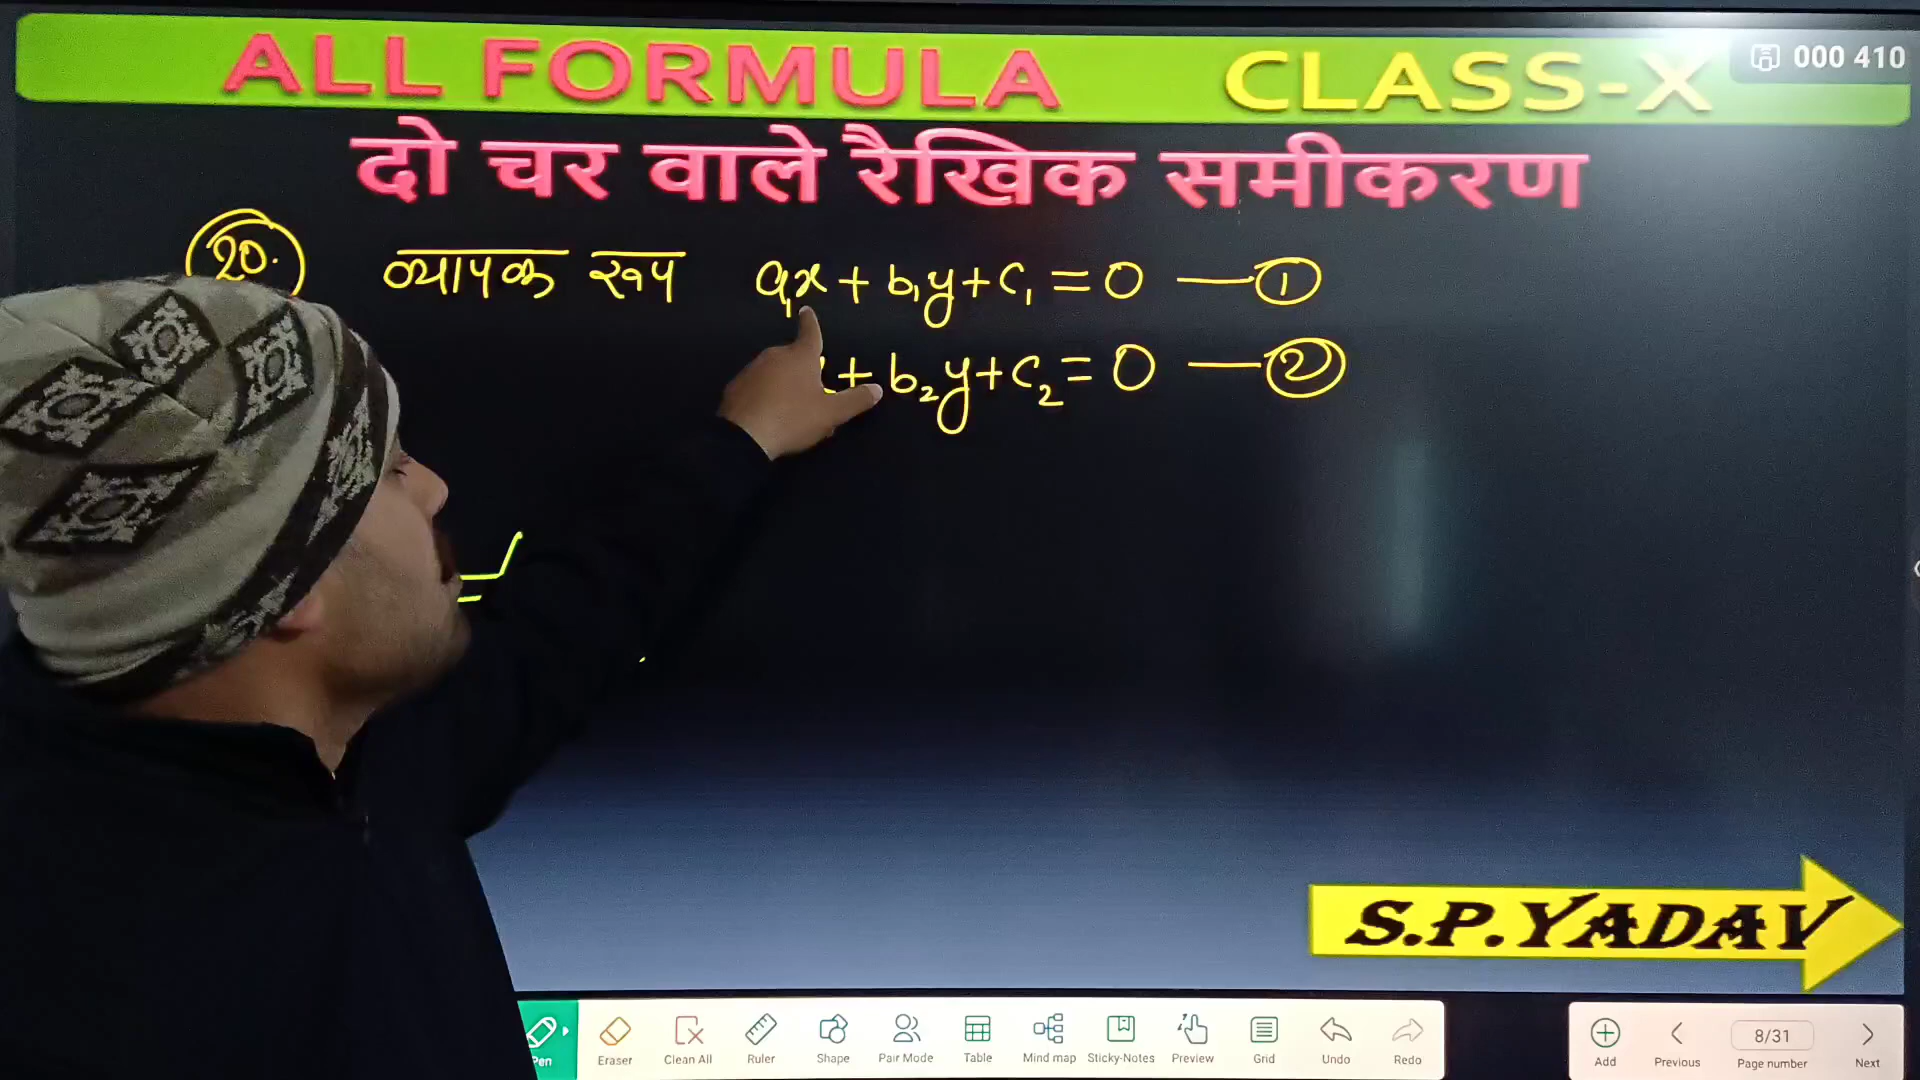 ALL FORMULA CLASS-X
000 410
दो चर वाले रैखिक समीकरण
20. व्यापक रूप a₁x + b₁y + c₁ = 0 — ①
+ b₂y + c₂ = 0 — ②
S.P.YADAV
Pen Eraser Clean All Ruler Shape Pair Mode Table Mind map Sticky-Notes Preview Grid Undo Redo Add Previous 8/31 Page number Next